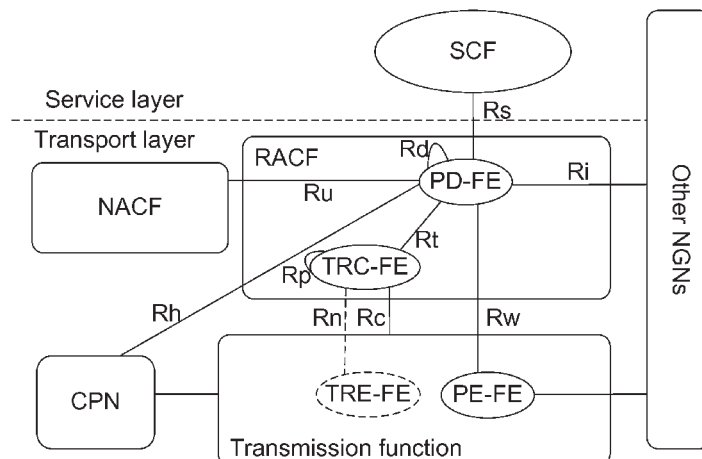 SCF
Service layer
Rs
Transport layer
RACF
Rd
NACF
Ru
PD-FE
Ri
Other NGNs
Rt
TRC-FE
Rp
Rh
Rn
Rc
Rw
CPN
TRE-FE
PE-FE
Transmission function